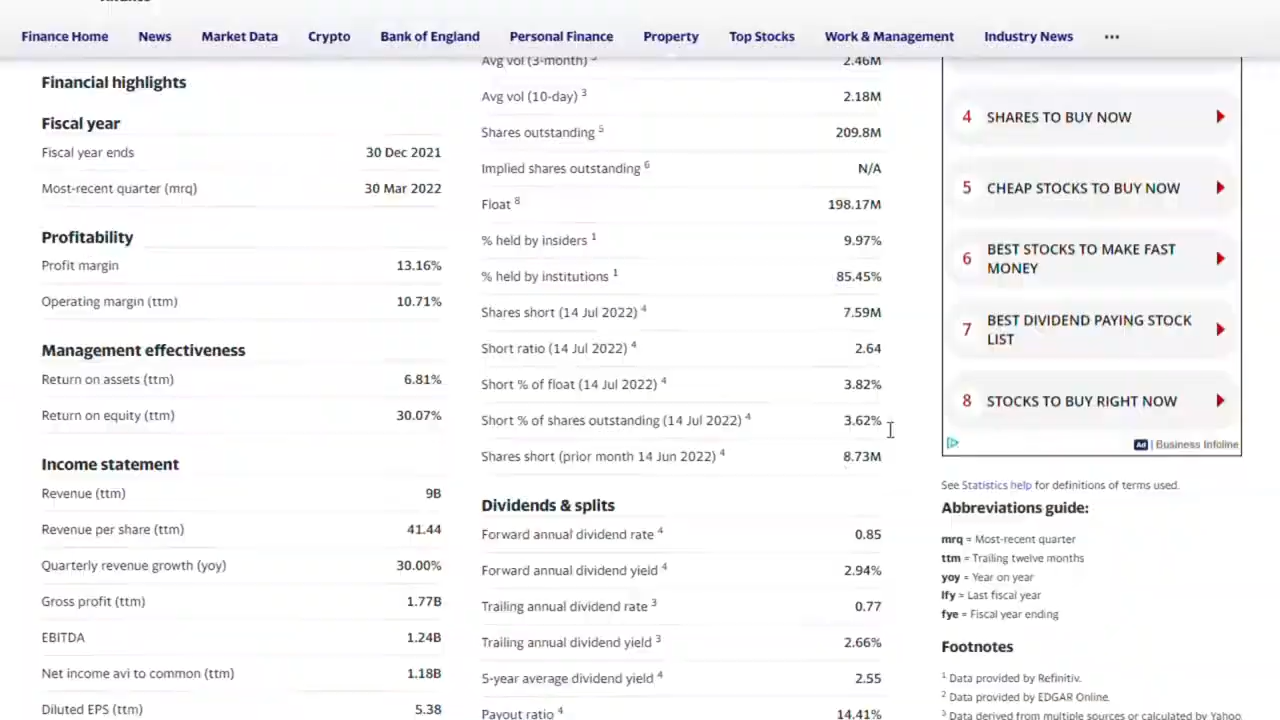 Finance Home News Market Data Crypto Bank of England Personal Finance Property Top Stocks Work & Management Industry News ...
Financial highlights
Fiscal year
Fiscal year ends 30 Dec 2021
Most-recent quarter (mrq) 30 Mar 2022
Profitability
Profit margin 13.16%
Operating margin (ttm) 10.71%
Management effectiveness
Return on assets (ttm) 6.81%
Return on equity (ttm) 30.07%
Income statement
Revenue (ttm) 9B
Revenue per share (ttm) 41.44
Quarterly revenue growth (yoy) 30.00%
Gross profit (ttm) 1.77B
EBITDA 1.24B
Net income avi to common (ttm) 1.18B
Diluted EPS (ttm) 5.38
Avg vol (3-month) 3 2.46M
Avg vol (10-day) 3 2.18M
Shares outstanding 5 209.8M
Implied shares outstanding 6 N/A
Float 8 198.17M
% held by insiders 1 9.97%
% held by institutions 1 85.45%
Shares short (14 Jul 2022) 4 7.59M
Short ratio (14 Jul 2022) 4 2.64
Short % of float (14 Jul 2022) 4 3.82%
Short % of shares outstanding (14 Jul 2022) 4 3.62%
Shares short (prior month 14 Jun 2022) 4 8.73M
Dividends & splits
Forward annual dividend rate 4 0.85
Forward annual dividend yield 4 2.94%
Trailing annual dividend rate 3 0.77
Trailing annual dividend yield 3 2.66%
5-year average dividend yield 4 2.55
Payout ratio 4 14.41%
4 SHARES TO BUY NOW
5 CHEAP STOCKS TO BUY NOW
6 BEST STOCKS TO MAKE FAST
MONEY
7 BEST DIVIDEND PAYING STOCK
LIST
8 STOCKS TO BUY RIGHT NOW
Ad | Business Infoline
See Statistics help for definitions of terms used.
Abbreviations guide:
mrq = Most-recent quarter
ttm = Trailing twelve months
yoy = Year on year
lfy = Last fiscal year
fye = Fiscal year ending
Footnotes
1 Data provided by Refinitiv.
2 Data provided by EDGAR Online.
3 Data derived from multiple sources or calculated by Yahoo.